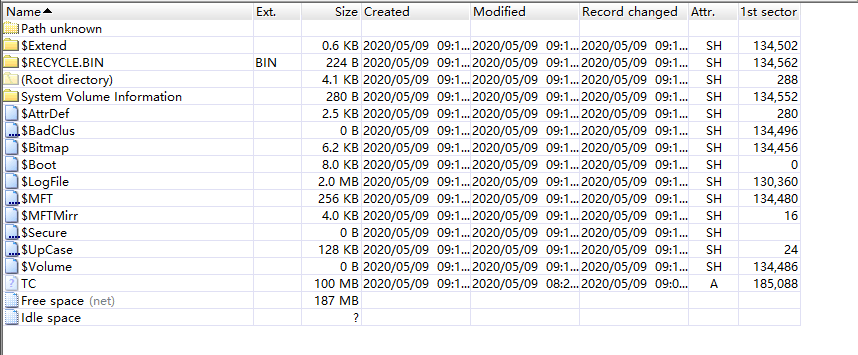 Name Ext. Size Created Modified Record changed Attr. 1st sector
Path unknown
$Extend 0.6 KB 2020/05/09 09:1... 2020/05/09 09:1... 2020/05/09 09:1... SH 134,502
$RECYCLE.BIN BIN 224 B 2020/05/09 09:1... 2020/05/09 09:1... 2020/05/09 09:1... SH 134,562
(Root directory) 4.1 KB 2020/05/09 09:1... 2020/05/09 09:1... 2020/05/09 09:1... SH 288
System Volume Information 280 B 2020/05/09 09:1... 2020/05/09 09:1... 2020/05/09 09:1... SH 134,552
$AttrDef 2.5 KB 2020/05/09 09:1... 2020/05/09 09:1... 2020/05/09 09:1... SH 280
$BadClus 0 B 2020/05/09 09:1... 2020/05/09 09:1... 2020/05/09 09:1... SH 134,496
$Bitmap 6.2 KB 2020/05/09 09:1... 2020/05/09 09:1... 2020/05/09 09:1... SH 134,456
$Boot 8.0 KB 2020/05/09 09:1... 2020/05/09 09:1... 2020/05/09 09:1... SH 0
$LogFile 2.0 MB 2020/05/09 09:1... 2020/05/09 09:1... 2020/05/09 09:1... SH 130,360
$MFT 256 KB 2020/05/09 09:1... 2020/05/09 09:1... 2020/05/09 09:1... SH 134,480
$MFTMirr 4.0 KB 2020/05/09 09:1... 2020/05/09 09:1... 2020/05/09 09:1... SH 16
$Secure 0 B 2020/05/09 09:1... 2020/05/09 09:1... 2020/05/09 09:1... SH
$UpCase 128 KB 2020/05/09 09:1... 2020/05/09 09:1... 2020/05/09 09:1... SH 24
$Volume 0 B 2020/05/09 09:1... 2020/05/09 09:1... 2020/05/09 09:1... SH 134,486
TC 100 MB 2020/05/09 09:1... 2020/05/09 08:2... 2020/05/09 09:0... A 185,088
Free space (net) 187 MB
Idle space ?